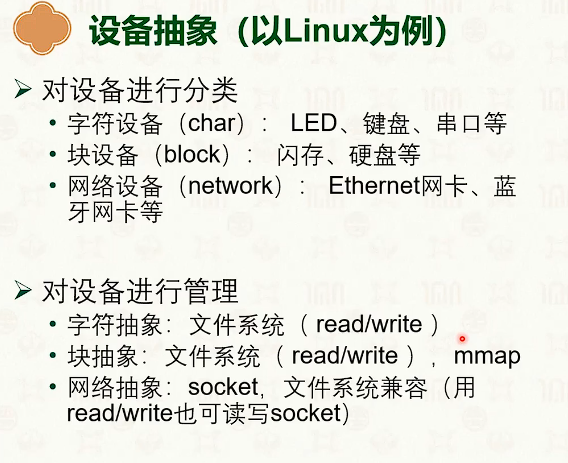 设备抽象（以Linux为例）
➢ 对设备进行分类
• 字符设备（char）： LED、键盘、串口等
• 块设备（block）： 闪存、硬盘等
• 网络设备（network）： Ethernet网卡、蓝
牙网卡等
➢ 对设备进行管理
• 字符抽象：文件系统（ read/write ）
• 块抽象：文件系统（ read/write ），mmap
• 网络抽象：socket，文件系统兼容（用
read/write也可读写socket）